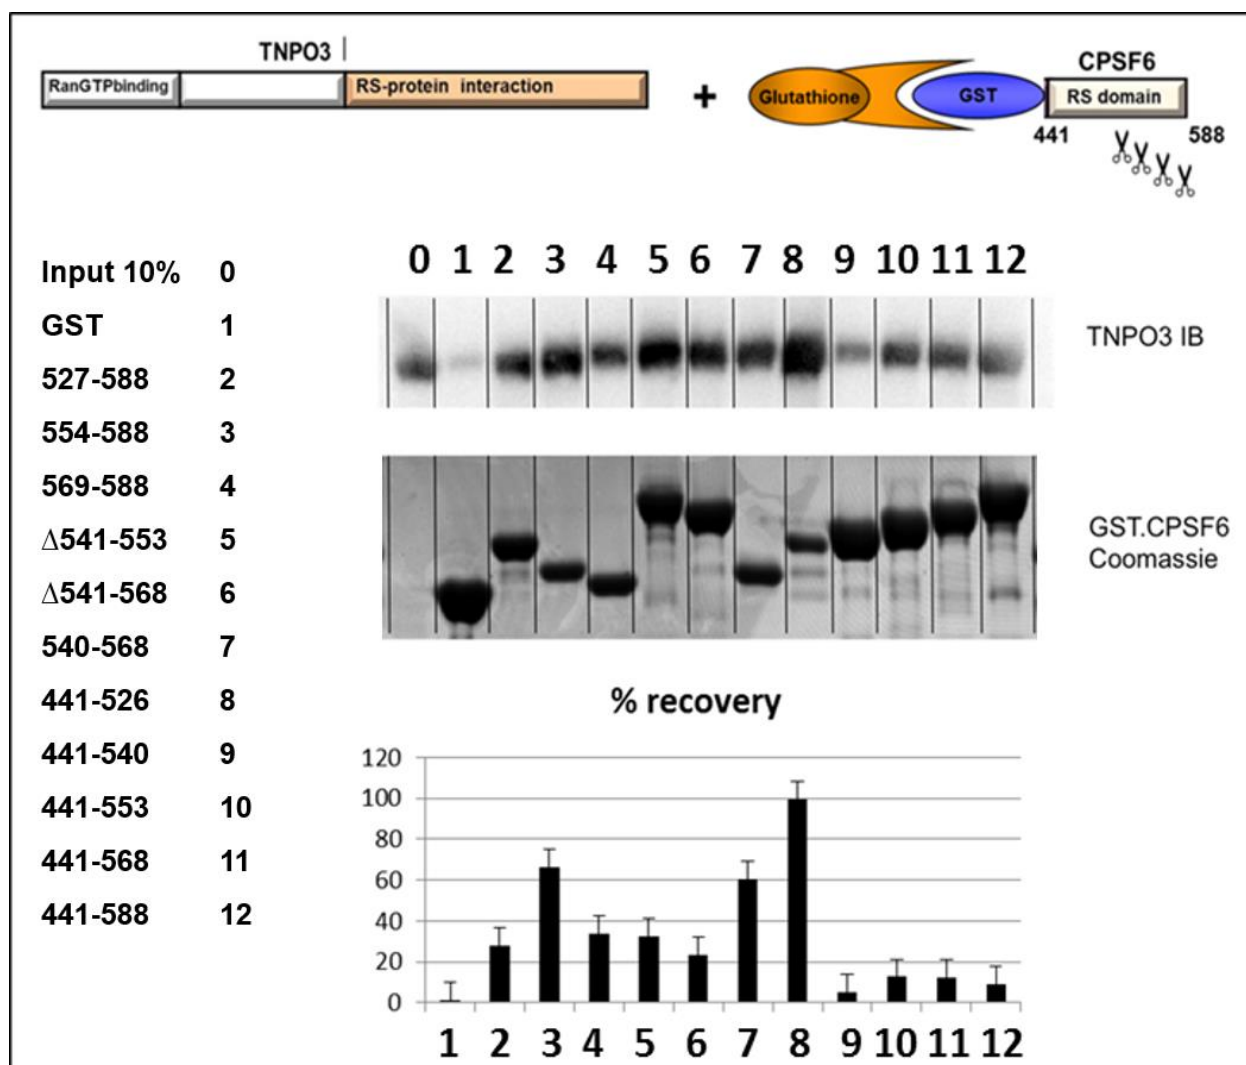 TNPO3
RanGTPbinding
RS-protein interaction
+
Glutathione
GST
CPSF6
RS domain
441
588
Input 10% 0
GST 1
527-588 2
554-588 3
569-588 4
∆541-553 5
∆541-568 6
540-568 7
441-526 8
441-540 9
441-553 10
441-568 11
441-588 12
0 1 2 3 4 5 6 7 8 9 10 11 12
TNPO3 IB
GST.CPSF6
Coomassie
% recovery
120
100
80
60
40
20
0
1 2 3 4 5 6 7 8 9 10 11 12